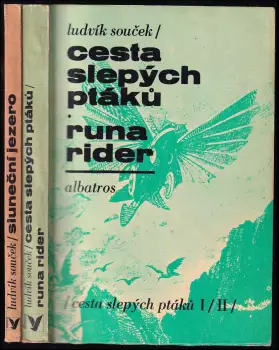 ludvík souček/
cesta
slepých
ptáků
.
runa
rider
albatros
/cesta slepých ptáků I/II/
ludvík souček/ sluneční jezero
ludvík souček/ cesta slepých ptáků/
runa rider